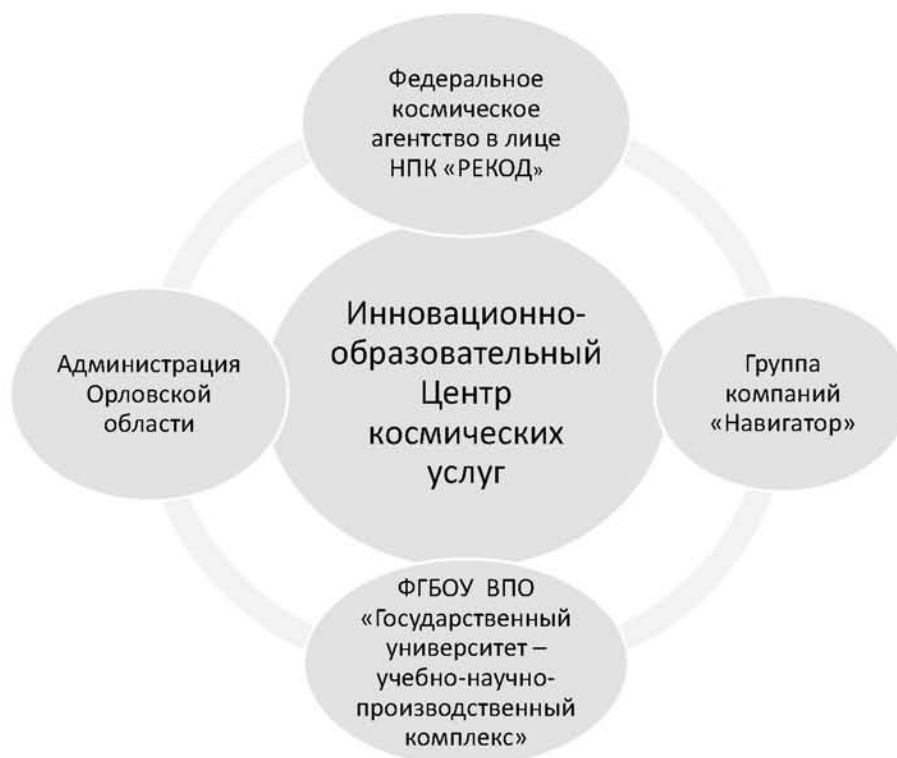 Федеральное
космическое
агентство в лице
НПК «РЕКОД»
Инновационно-
образовательный
Центр
космических
услуг
Администрация
Орловской
области
Группа
компаний
«Навигатор»
ФГБОУ ВПО
«Государственный
университет –
учебно-научно-
производственный
комплекс»